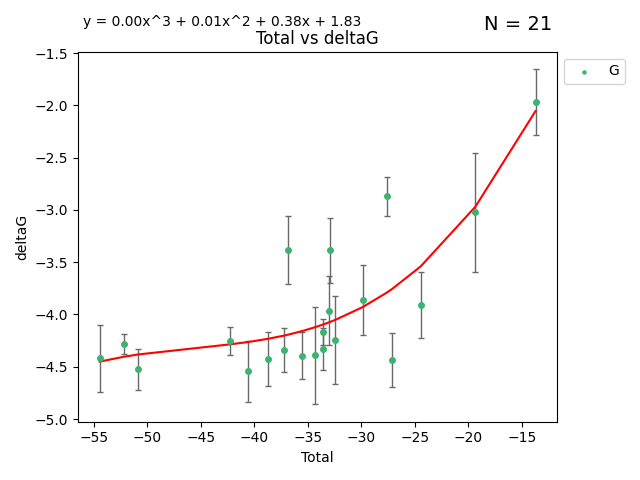 y = 0.00x^3 + 0.01x^2 + 0.38x + 1.83
N = 21
Total vs deltaG
G
−1.5
−2.0
−2.5
−3.0
−3.5
−4.0
−4.5
−5.0
deltaG
−55 −50 −45 −40 −35 −30 −25 −20 −15
Total